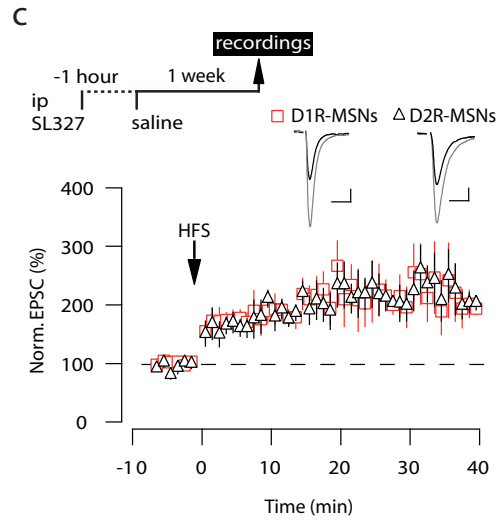 C
recordings
-1 hour
1 week
ip
SL327
saline
D1R-MSNs
D2R-MSNs
400
300
200
100
0
Norm. EPSC (%)
HFS
-10
0
10
20
30
40
Time (min)